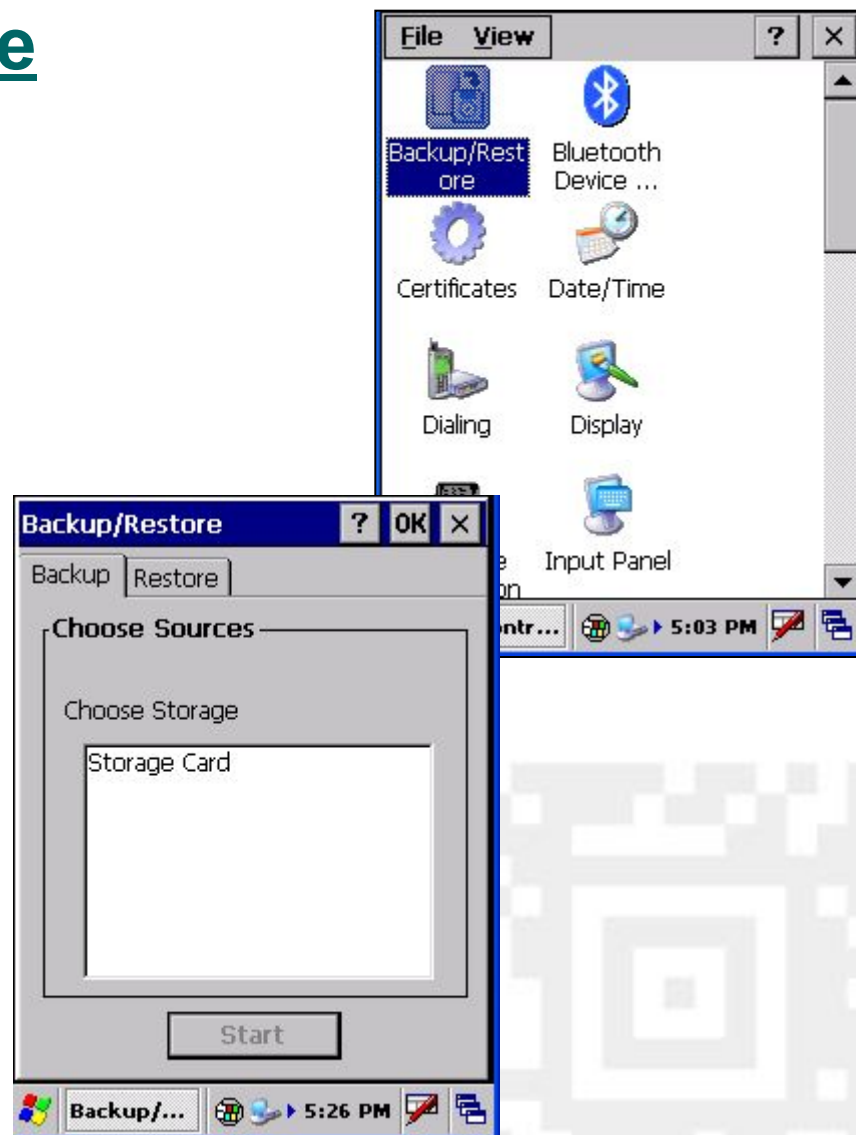 e
File View ? ×
Backup/Rest
ore
Bluetooth
Device ...
Certificates
Date/Time
Dialing
Display
Input Panel
ontr... 5:03 PM
Backup/Restore ? OK ×
Backup Restore
Choose Sources
Choose Storage
Storage Card
Start
Backup/... 5:26 PM